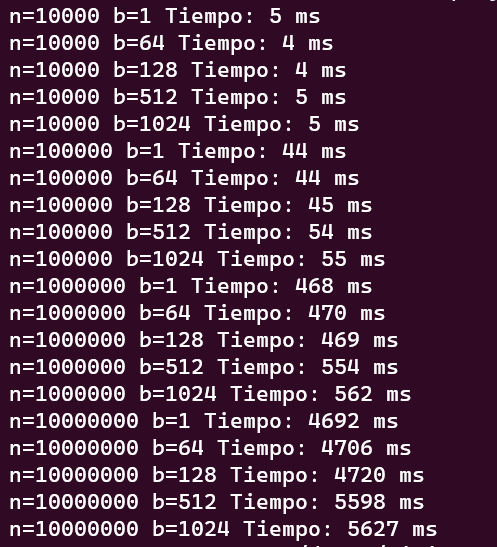 n=10000 b=1 Tiempo: 5 ms
n=10000 b=64 Tiempo: 4 ms
n=10000 b=128 Tiempo: 4 ms
n=10000 b=512 Tiempo: 5 ms
n=10000 b=1024 Tiempo: 5 ms
n=100000 b=1 Tiempo: 44 ms
n=100000 b=64 Tiempo: 44 ms
n=100000 b=128 Tiempo: 45 ms
n=100000 b=512 Tiempo: 54 ms
n=100000 b=1024 Tiempo: 55 ms
n=1000000 b=1 Tiempo: 468 ms
n=1000000 b=64 Tiempo: 470 ms
n=1000000 b=128 Tiempo: 469 ms
n=1000000 b=512 Tiempo: 554 ms
n=1000000 b=1024 Tiempo: 562 ms
n=10000000 b=1 Tiempo: 4692 ms
n=10000000 b=64 Tiempo: 4706 ms
n=10000000 b=128 Tiempo: 4720 ms
n=10000000 b=512 Tiempo: 5598 ms
n=10000000 b=1024 Tiempo: 5627 ms